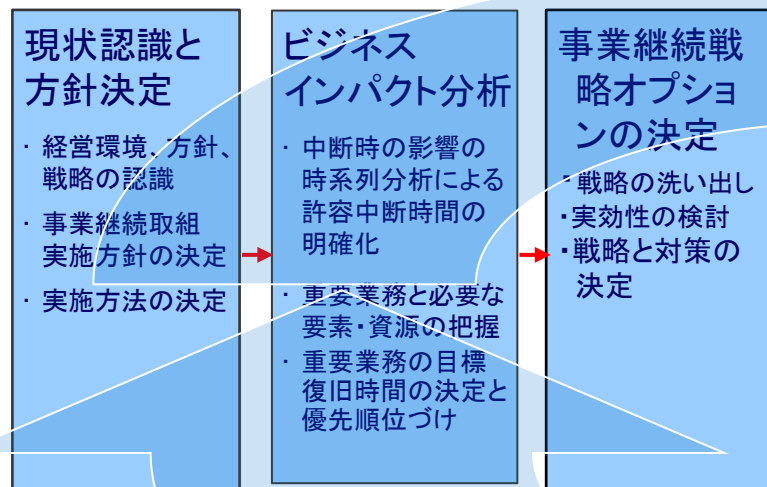 現状認識と
方針決定
・ 経営環境、方針、
戦略の認識
・ 事業継続取組
実施方針の決定
・ 実施方法の決定
ビジネス
インパクト分析
・ 中断時の影響の
時系列分析による
許容中断時間の
明確化
・ 重要業務と必要な
要素・資源の把握
・ 重要業務の目標
復旧時間の決定と
優先順位づけ
事業継続戦
略オプショ
ンの決定
・戦略の洗い出し
・実効性の検討
・戦略と対策の
決定